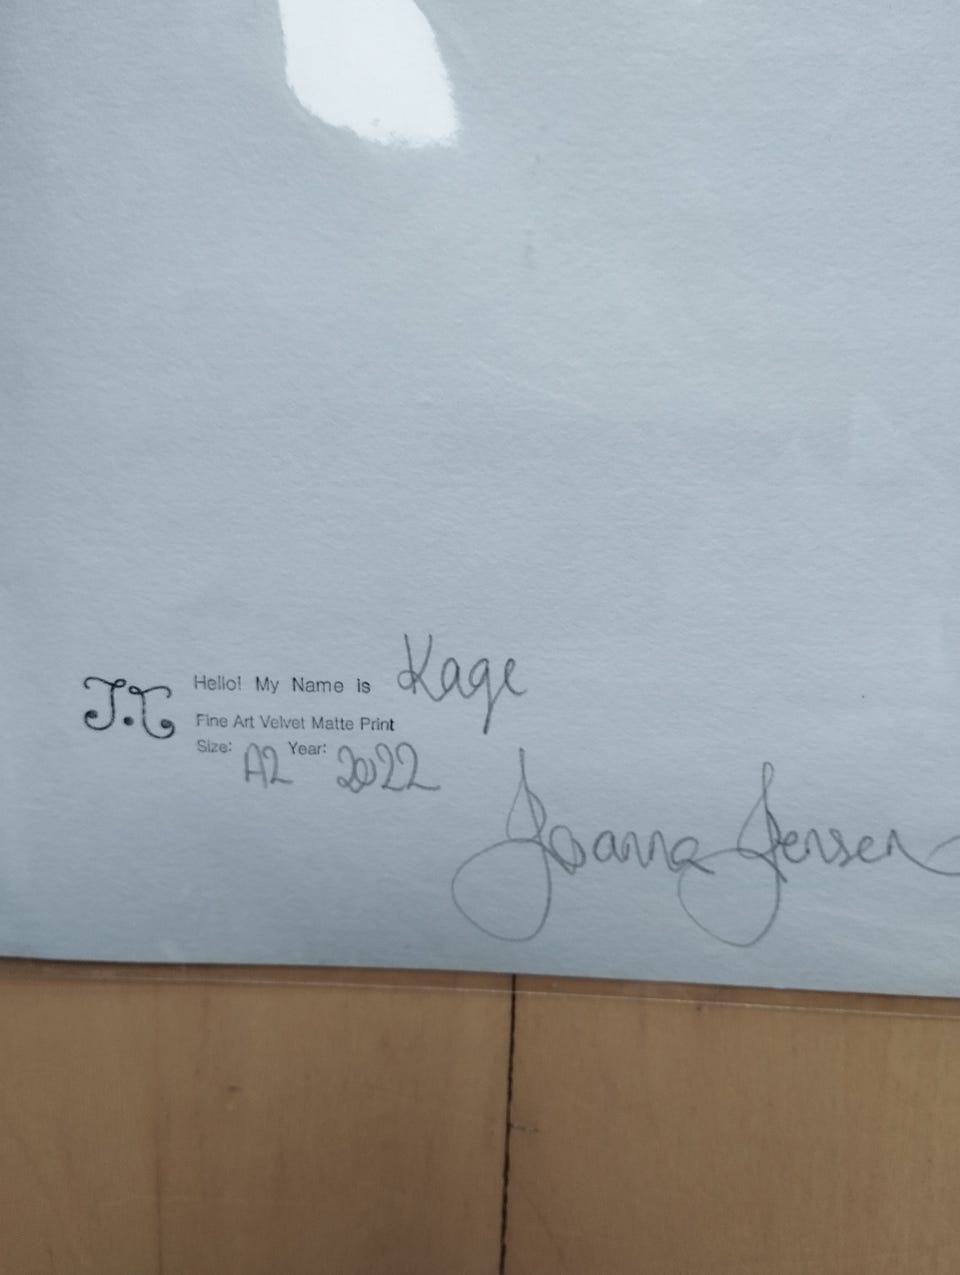 J.J.
Hello! My Name is Kage
Fine Art Velvet Matte Print
Size: A2 Year: 2022
Joanna Jensen